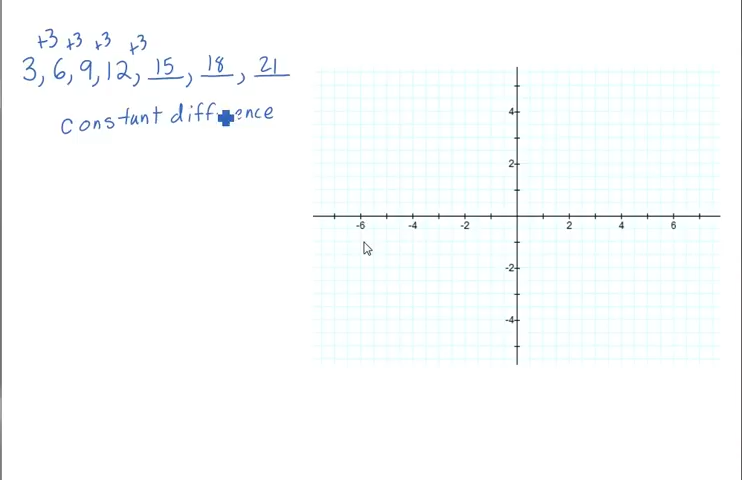 +3 +3 +3 +3
3, 6, 9, 12, 15, 18, 21
constant difference
4
2
-6 -4 -2 2 4 6
-2
-4